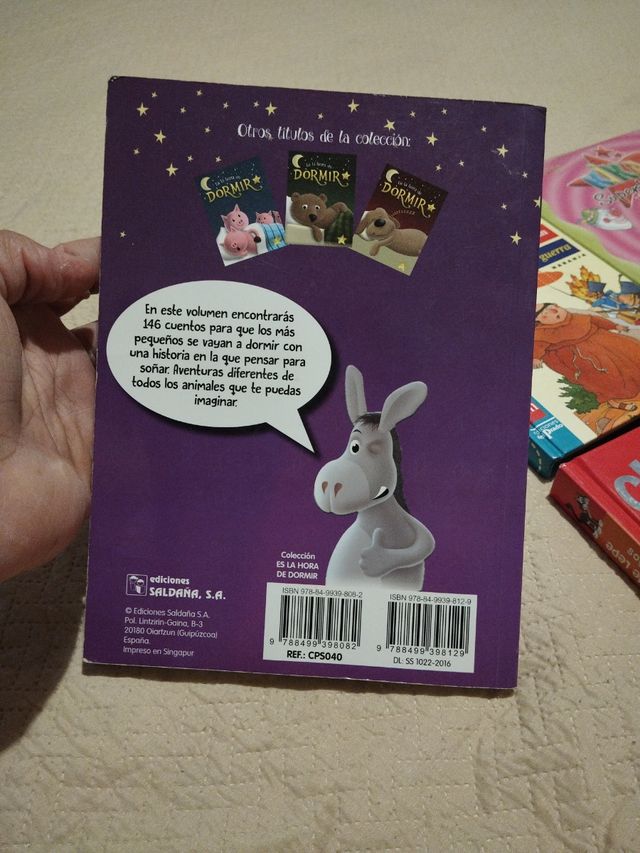 Otros títulos de la colección:
Es la hora de
DORMIR
Es la hora de
DORMIR
Es la hora de
DORMIR
En este volumen encontrarás
146 cuentos para que los más
pequeños se vayan a dormir con
una historia en la que pensar para
soñar. Aventuras diferentes de
todos los animales que te puedas
imaginar.
Colección
ES LA HORA
DE DORMIR
ediciones
SALDAÑA, S.A.
© Ediciones Saldaña S.A.
Pol. Lintzirin-Gaina, B-3
20180 Oiartzun (Guipúzcoa)
España.
Impreso en Singapur
ISBN 978-84-9939-808-2
9 788499 398082
REF.: CPS040
ISBN 978-84-9939-812-9
9 788499 398129
DL: SS 1022-2016
guerra
ediciones
del Prado
Lope